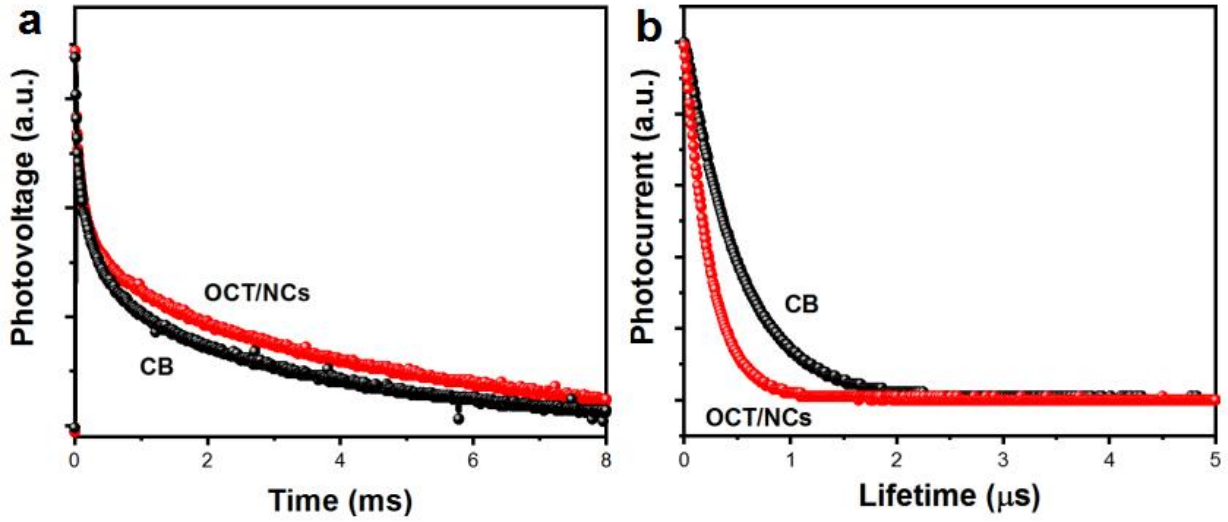 a
Photovoltage (a.u.)
OCT/NCs
CB
0 2 4 6 8
Time (ms)
b
Photocurrent (a.u.)
CB
OCT/NCs
0 1 2 3 4 5
Lifetime (μs)